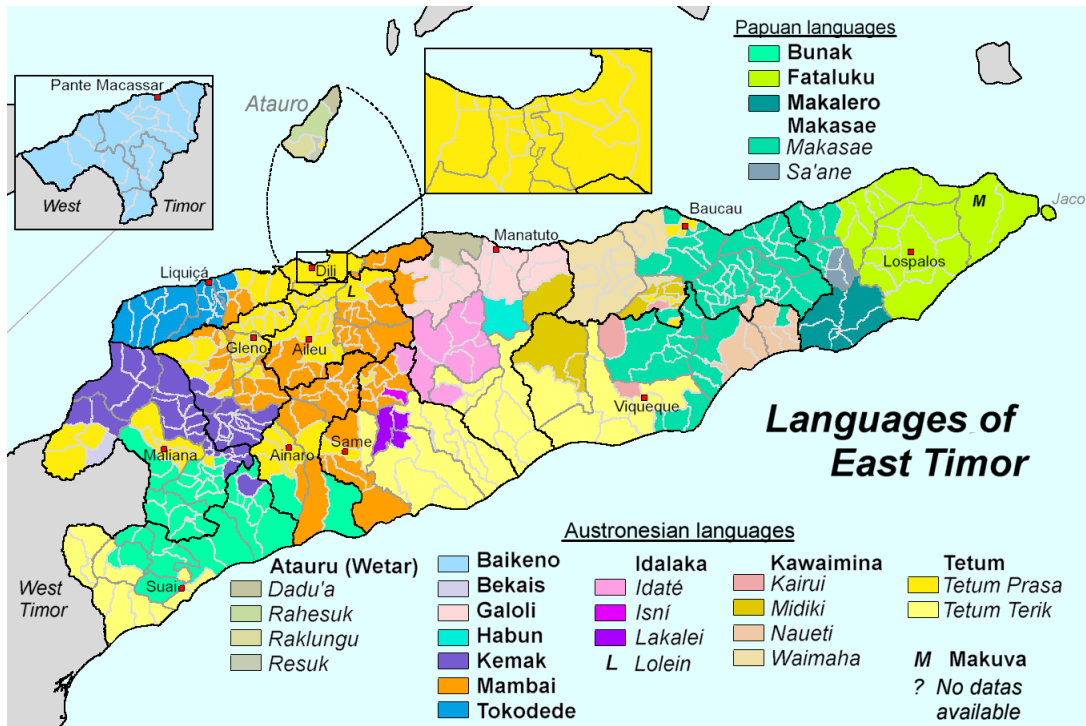 Papuan languages
Bunak
Fataluku
Makalero
Makasae
Makasae
Sa'ane
Pante Macassar
West
Timor
Atauro
Baucau
M
Jaco
Manatuto
Lospalos
Liquiçá
Dili
L
Gleno
Aileu
Viqueque
Same
Ainaro
Maliana
Languages of
East Timor
West
Timor
Suai
Austronesian languages
Atauru (Wetar)
Dadu'a
Rahesuk
Raklungu
Resuk
Baikeno
Bekais
Galoli
Habun
Kemak
Mambai
Tokodede
Idalaka
Idaté
Isní
Lakalei
L Lolein
Kawaimina
Kairui
Midiki
Naueti
Waimaha
Tetum
Tetum Prasa
Tetum Terik
M Makuva
? No datas
available